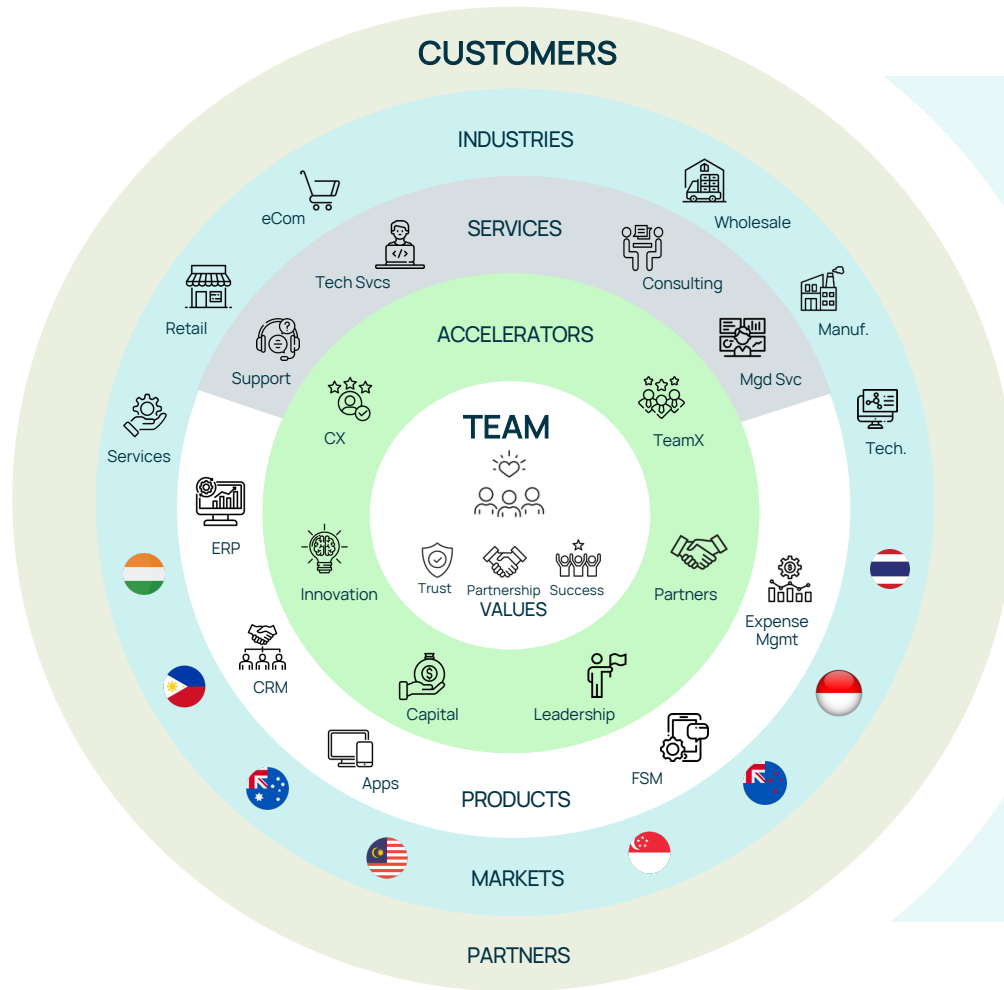 CUSTOMERS
INDUSTRIES
eCom
Wholesale
SERVICES
Tech Svcs
Consulting
Retail
Manuf.
ACCELERATORS
Support
Mgd Svc
CX
TEAM
TeamX
Services
Tech.
ERP
Trust
Partnership
Success
Innovation
VALUES
Partners
Expense
Mgmt
CRM
Capital
Leadership
Apps
FSM
PRODUCTS
MARKETS
PARTNERS